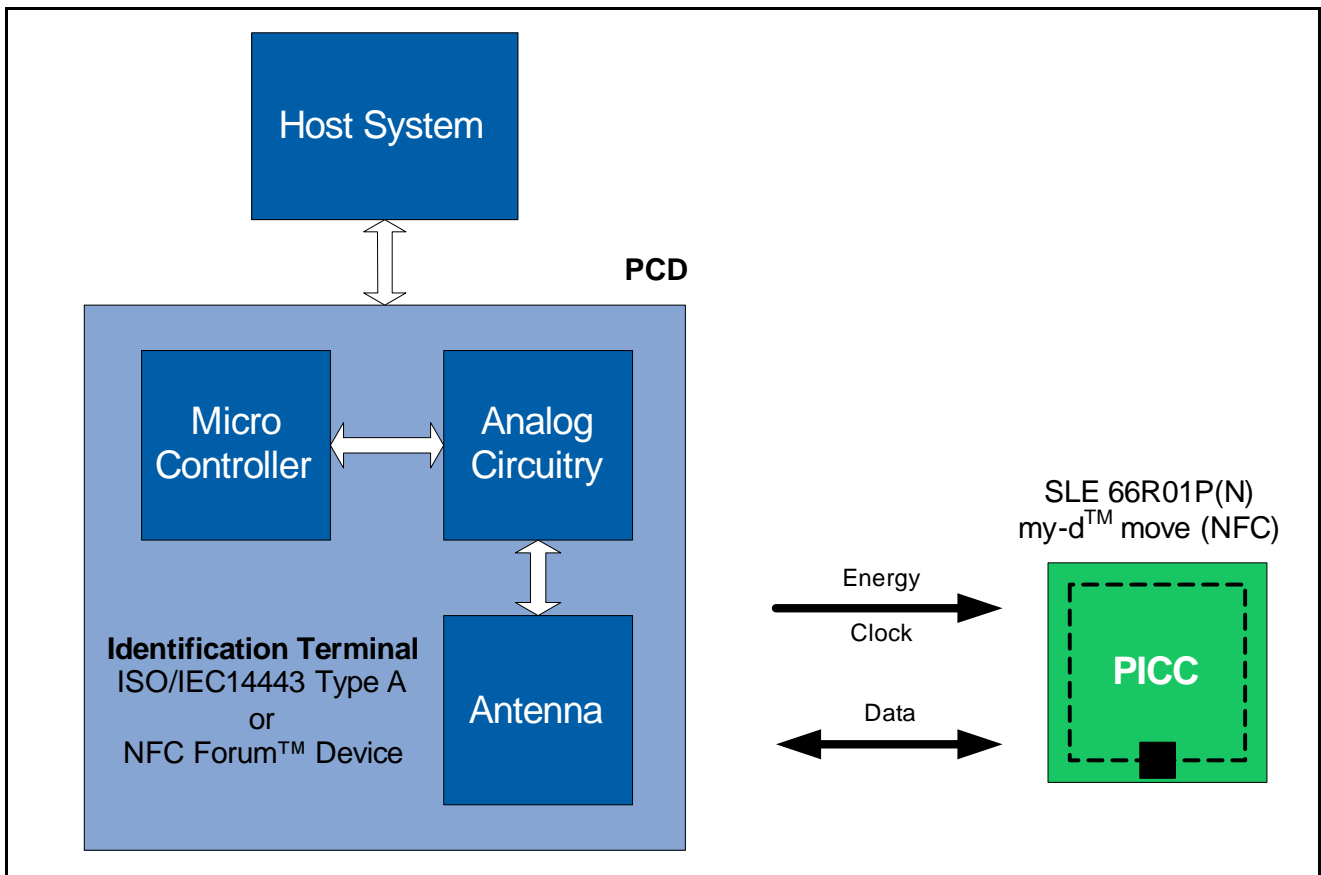 Host System
PCD
Micro
Controller
Analog
Circuitry
Identification Terminal
ISO/IEC14443 Type A
or
NFC Forum™ Device
Antenna
Energy
Clock
Data
SLE 66R01P(N)
my-d™ move (NFC)
PICC